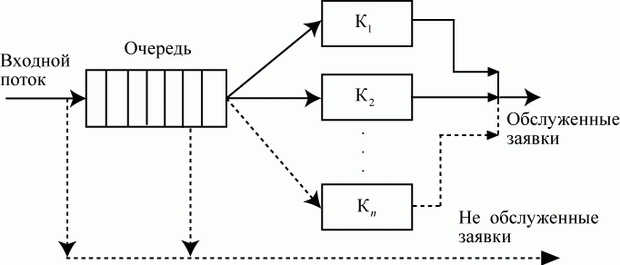 Входной
поток
Очередь
К1
К2
Кn
Обслуженные
заявки
Не обслуженные
заявки